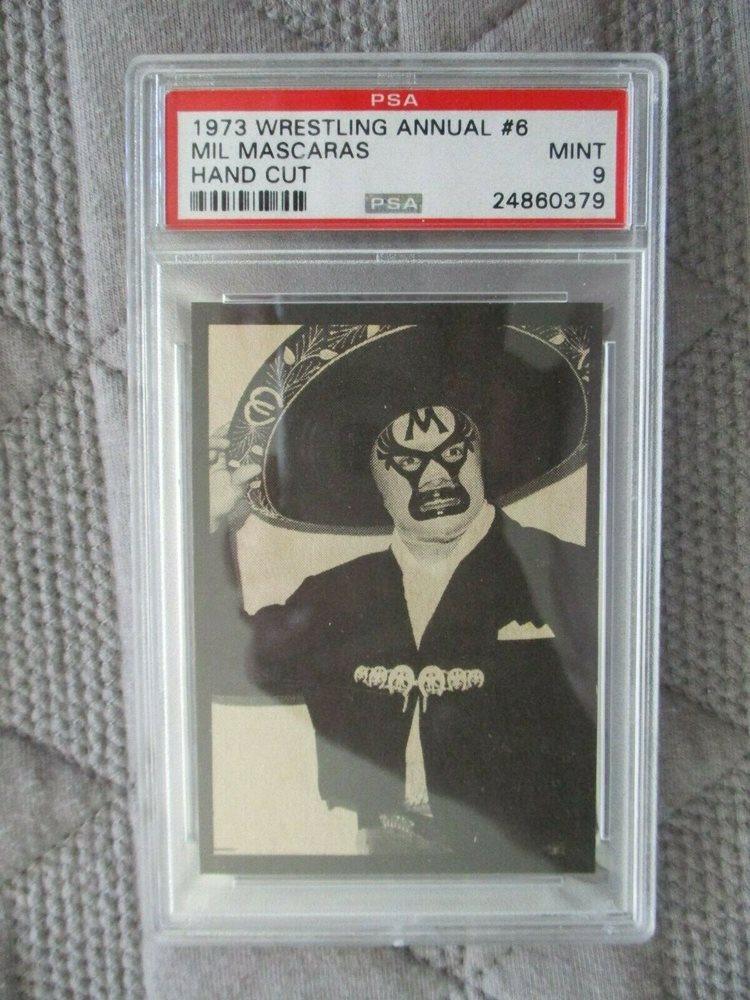 PSA
1973 WRESTLING ANNUAL #6
MIL MASCARAS MINT
HAND CUT 9
PSA 24860379
M